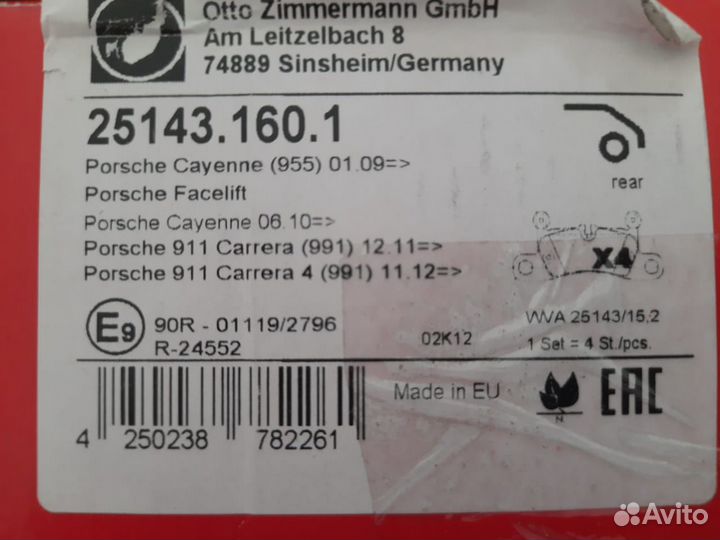 Otto Zimmermann GmbH
Am Leitzelbach 8
74889 Sinsheim/Germany
25143.160.1
Porsche Cayenne (955) 01.09=>
Porsche Facelift
Porsche Cayenne 06.10=>
Porsche 911 Carrera (991) 12.11=>
Porsche 911 Carrera 4 (991) 11.12=>
rear
X4
E9 90R - 01119/2796
R-24552
02K12
WVA 25143/15,2
1 Set = 4 St./pcs.
Made in EU
N
EAC
4 250238 782261
Avito